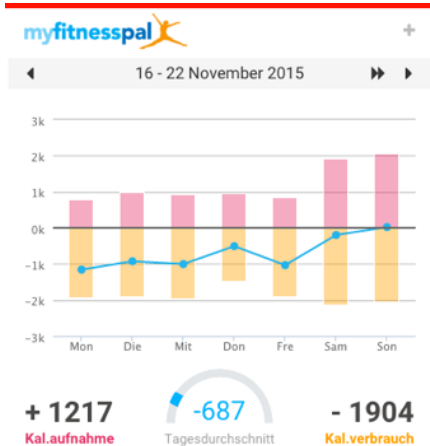 myfitnesspal
+
16 - 22 November 2015
3k
2k
1k
0k
-1k
-2k
-3k
Mon Die Mit Don Fre Sam Son
+ 1217 -687 - 1904
Kal.aufnahme Tagesdurchschnitt Kal.verbrauch